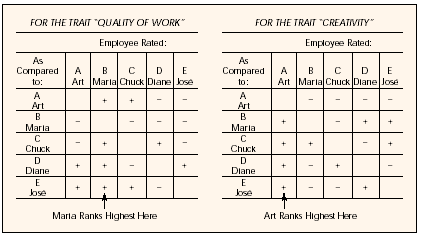 FOR THE TRAIT "QUALITY OF WORK"
Employee Rated:
As Compared to: A Art B Maria C Chuck D Diane E José
A Art + + – –
B Maria – – – –
C Chuck – + + –
D Diane + + – +
E José + + + –
Maria Ranks Highest Here
FOR THE TRAIT "CREATIVITY"
Employee Rated:
As Compared to: A Art B Maria C Chuck D Diane E José
A Art – – – –
B Maria + – + +
C Chuck + + – +
D Diane + – + –
E José + – – +
Art Ranks Highest Here